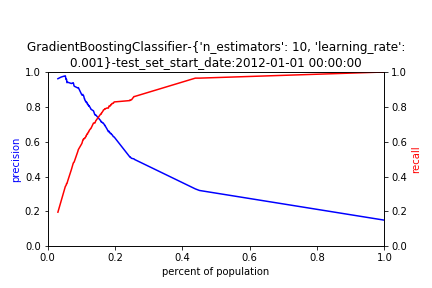 GradientBoostingClassifier-{'n_estimators': 10, 'learning_rate':
0.001}-test_set_start_date:2012-01-01 00:00:00
1.0
0.8
0.6
0.4
0.2
0.0
precision
1.0
0.8
0.6
0.4
0.2
0.0
recall
0.0 0.2 0.4 0.6 0.8 1.0
percent of population